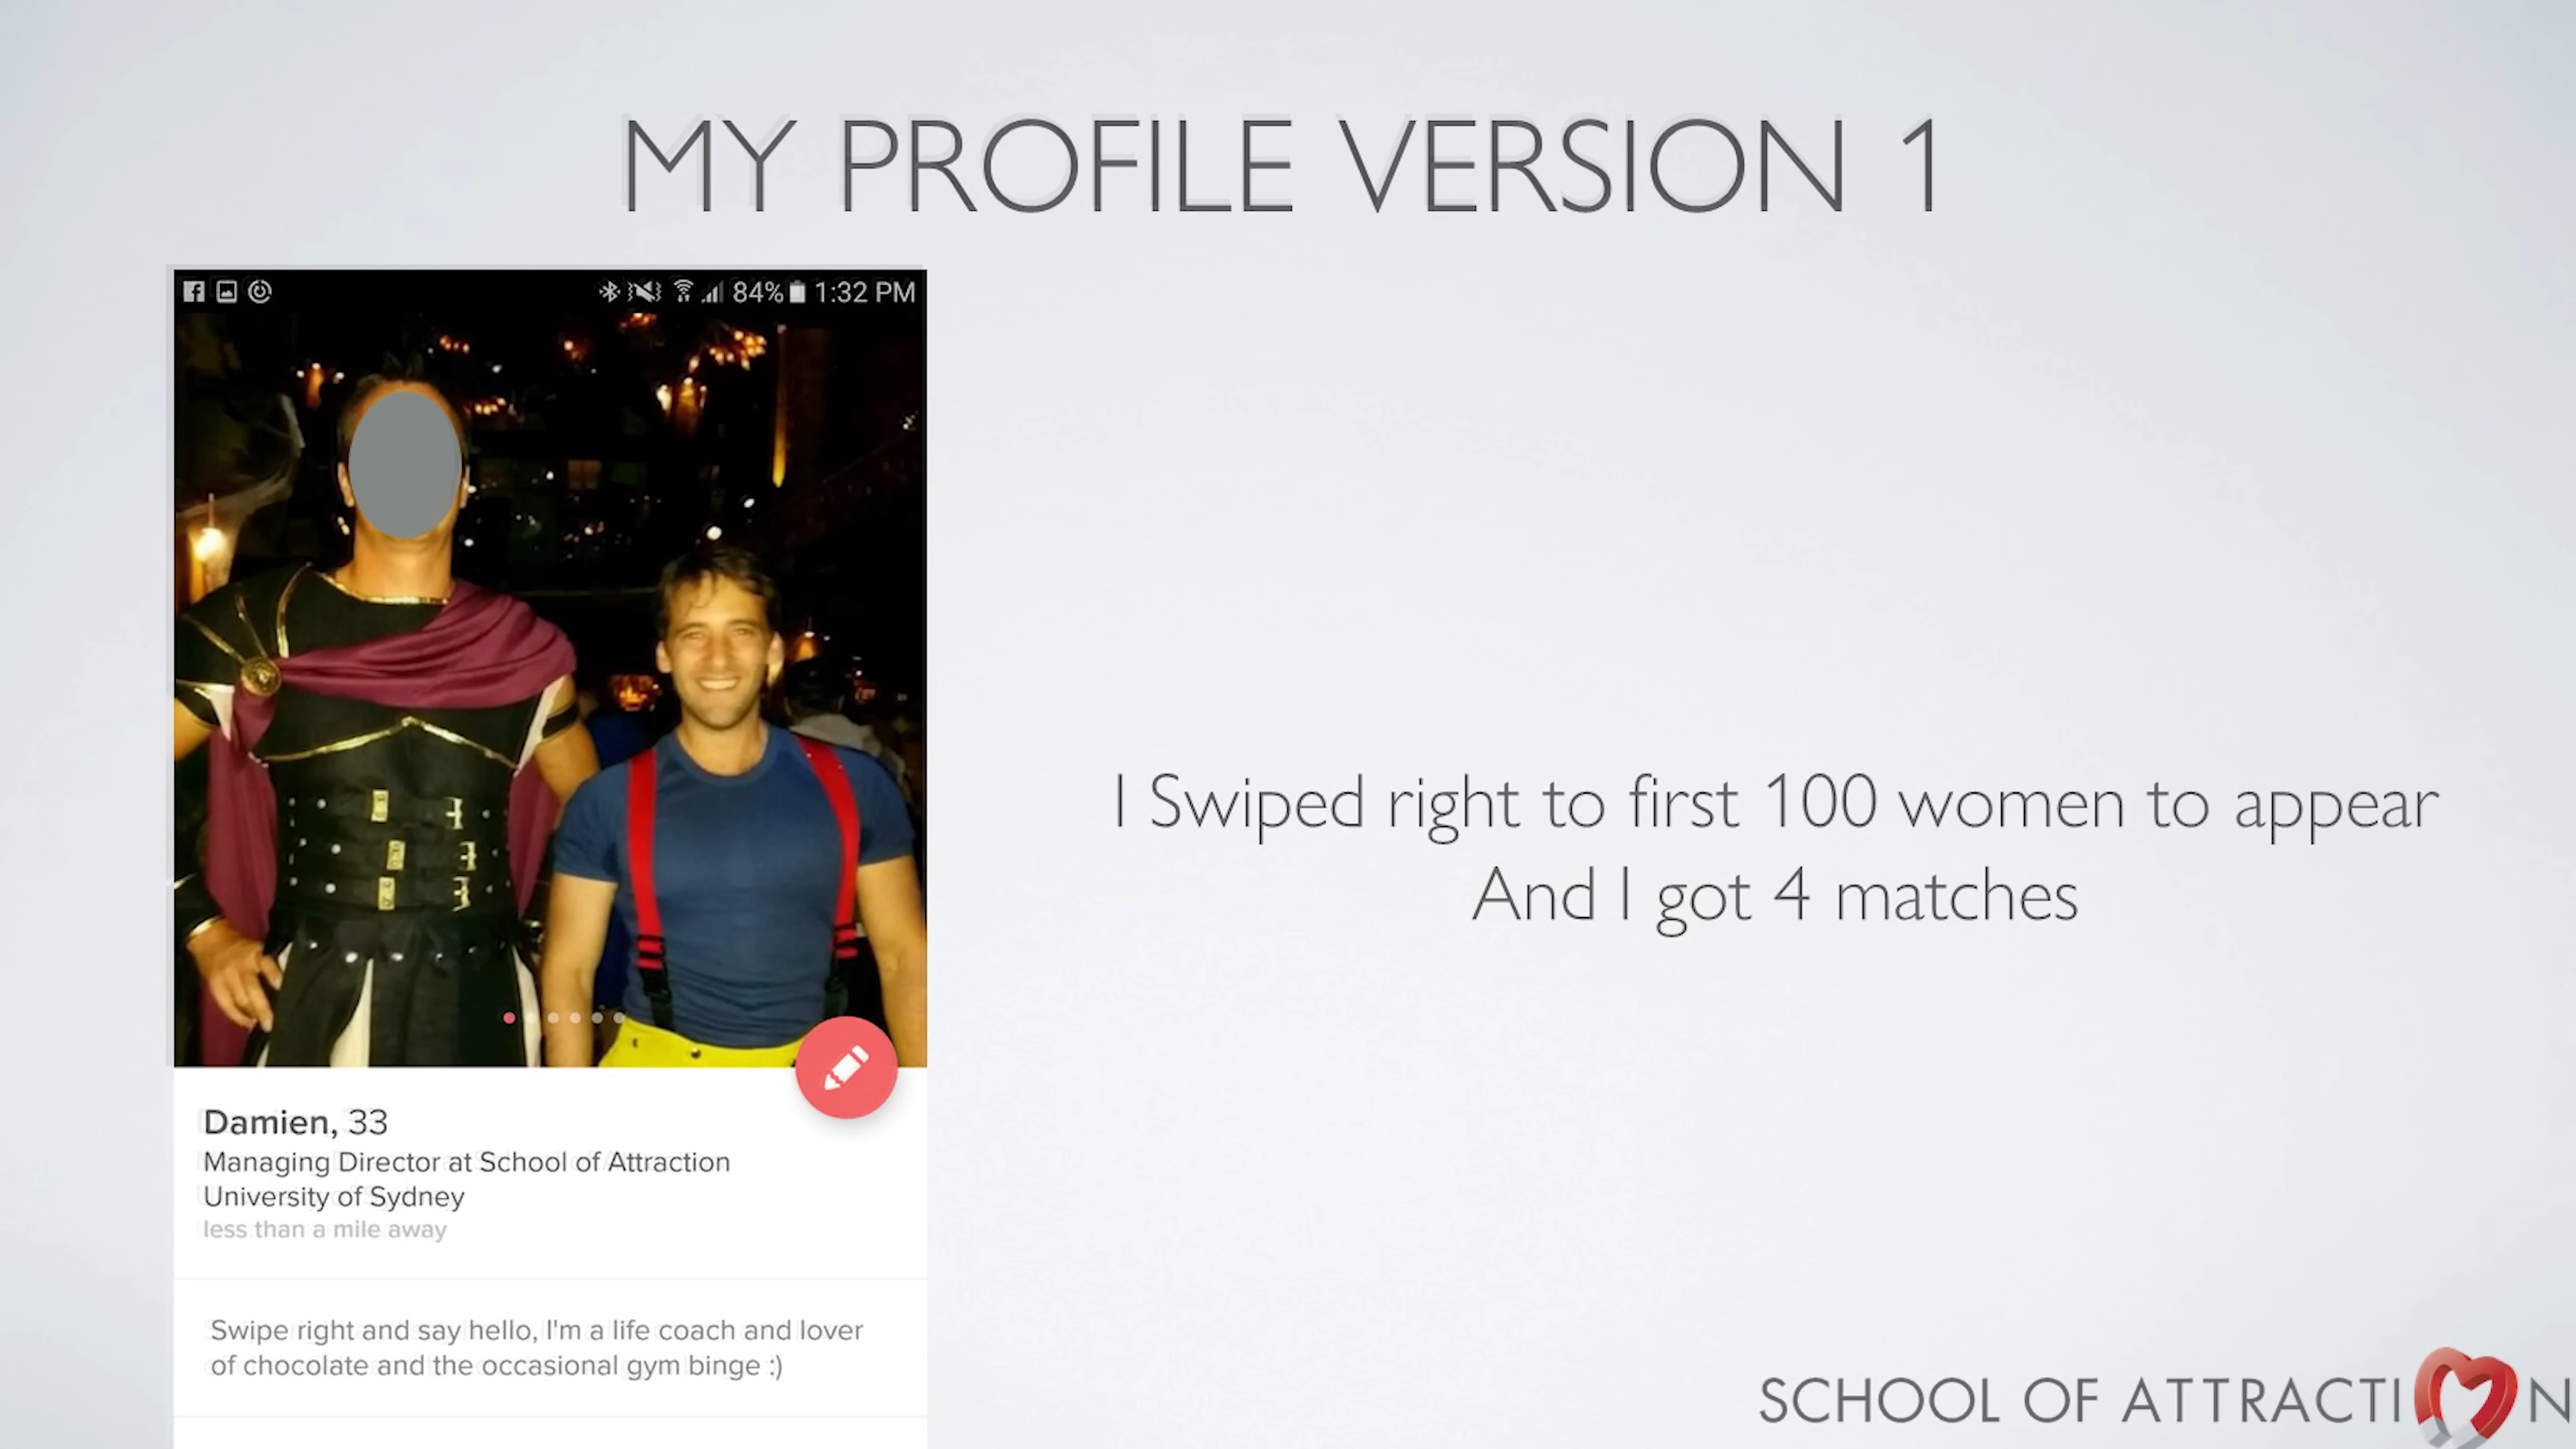 MY PROFILE VERSION 1
84% 1:32 PM
Damien, 33
Managing Director at School of Attraction
University of Sydney
less than a mile away
Swipe right and say hello, I'm a life coach and lover
of chocolate and the occasional gym binge :)
I Swiped right to first 100 women to appear
And I got 4 matches
SCHOOL OF ATTRACTION